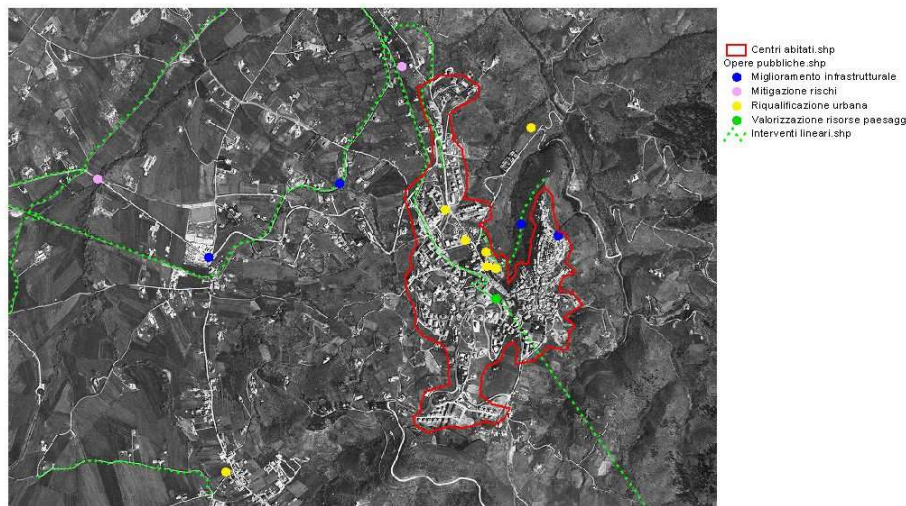 Centri abitati.shp
Opere pubbliche.shp
Miglioramento infrastrutturale
Mitigazione rischi
Riqualificazione urbana
Valorizzazione risorse paesagg
Interventi lineari.shp